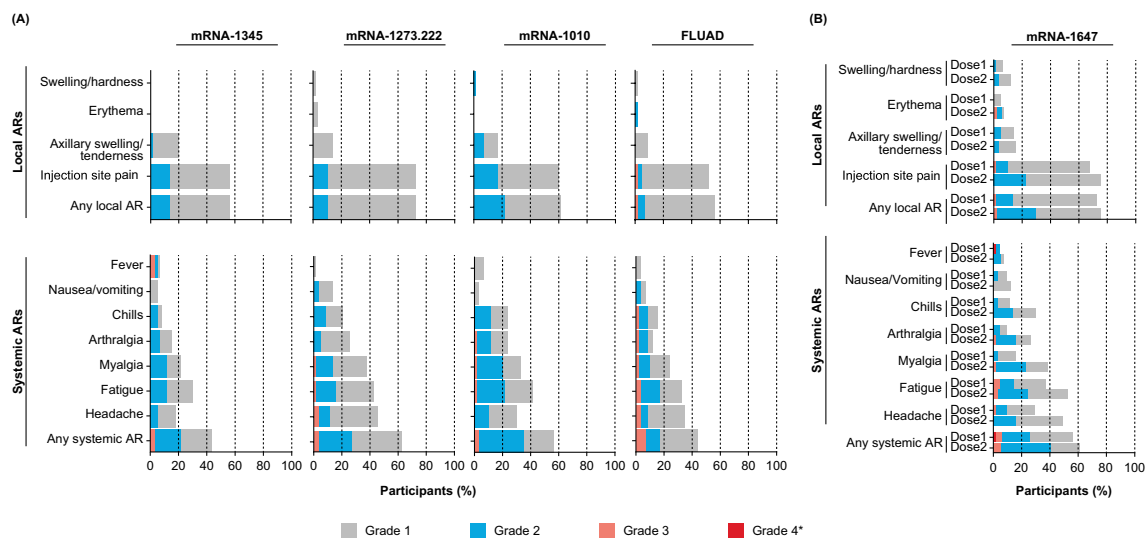 (A)
mRNA-1345 mRNA-1273.222 mRNA-1010 FLUAD
Local ARs
Swelling/hardness
Erythema
Axillary swelling/
tenderness
Injection site pain
Any local AR
Systemic ARs
Fever
Nausea/vomiting
Chills
Arthralgia
Myalgia
Fatigue
Headache
Any systemic AR
0 20 40 60 80 100 0 20 40 60 80 100 0 20 40 60 80 100 0 20 40 60 80 100
Participants (%)
(B)
mRNA-1647
Local ARs
Swelling/hardness Dose1
Dose2
Erythema Dose1
Dose2
Axillary swelling/ Dose1
tenderness Dose2
Injection site pain Dose1
Dose2
Any local AR Dose1
Dose2
Systemic ARs
Fever Dose1
Dose2
Nausea/vomiting Dose1
Dose2
Chills Dose1
Dose2
Arthralgia Dose1
Dose2
Myalgia Dose1
Dose2
Fatigue Dose1
Dose2
Headache Dose1
Dose2
Any systemic AR Dose1
Dose2
0 20 40 60 80 100
Participants (%)
Grade 1 Grade 2 Grade 3 Grade 4*